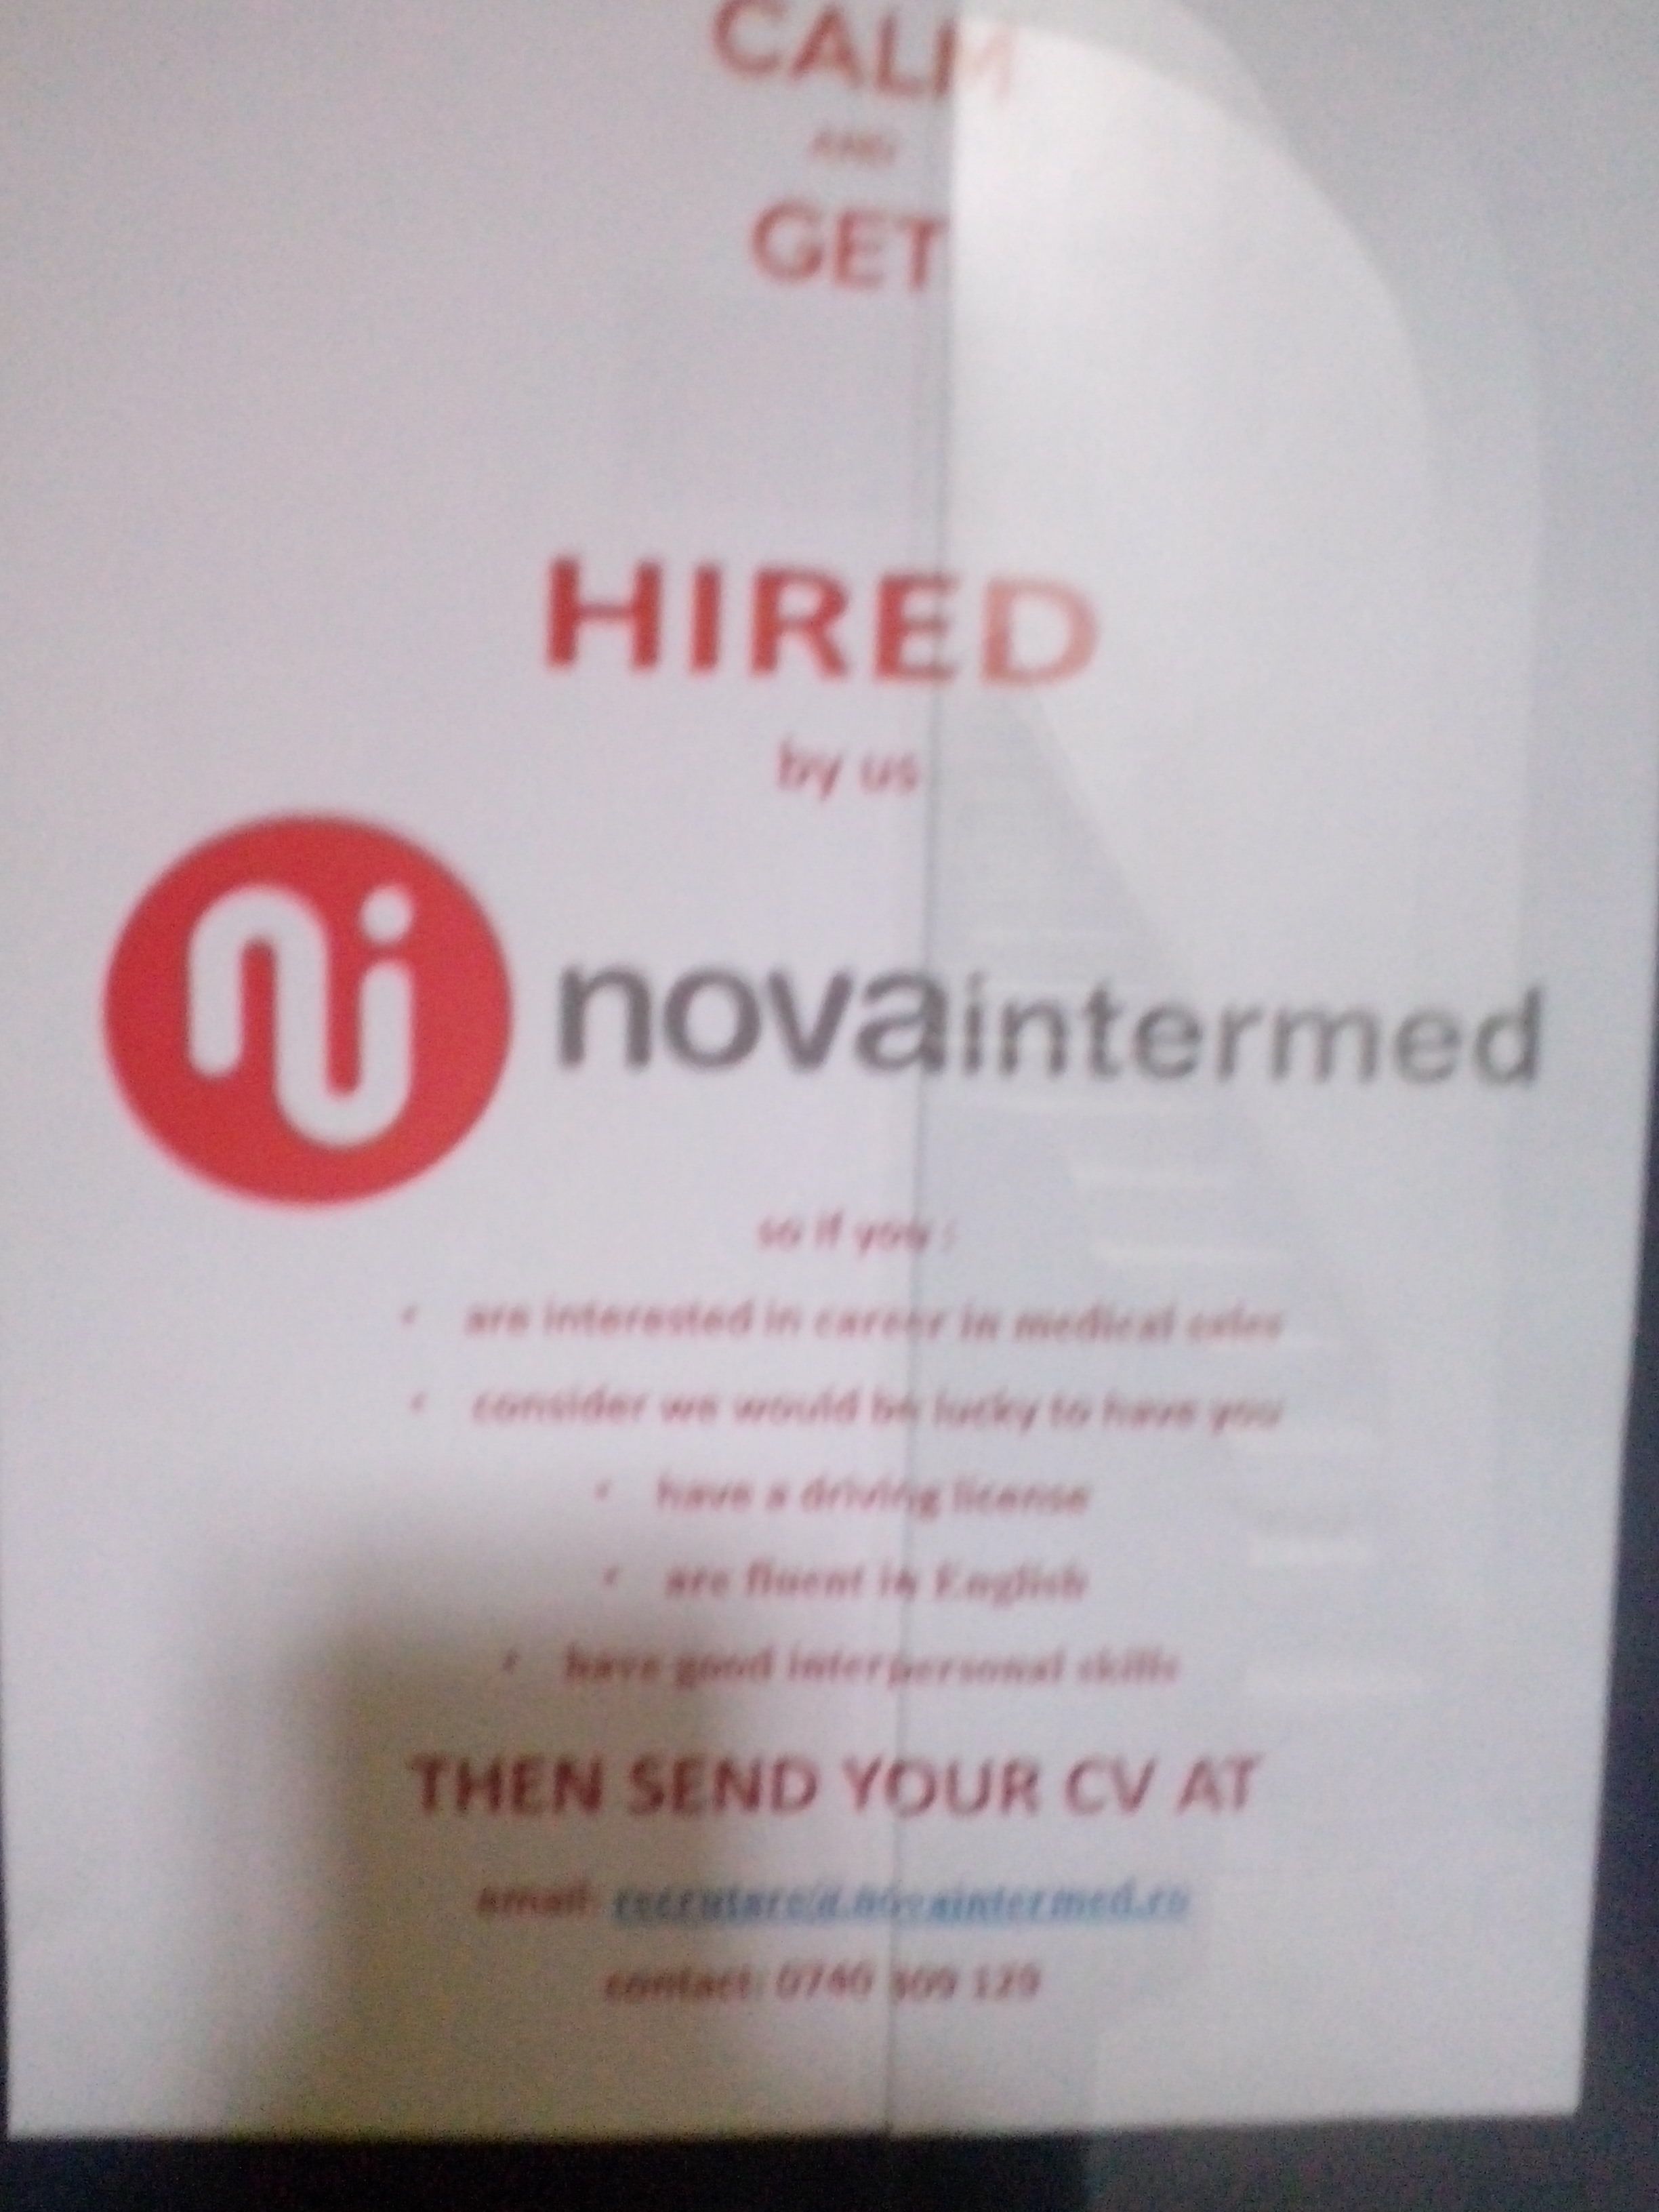 CALM
AND
GET
HIRED
by us
ni novaintermed
so if you :
are interested in career in medical sales
consider we would be lucky to have you
have a driving license
are fluent in English
have good interpersonal skills
THEN SEND YOUR CV AT
email: recrutare@novaintermed.ro
contact: 0740 309 129